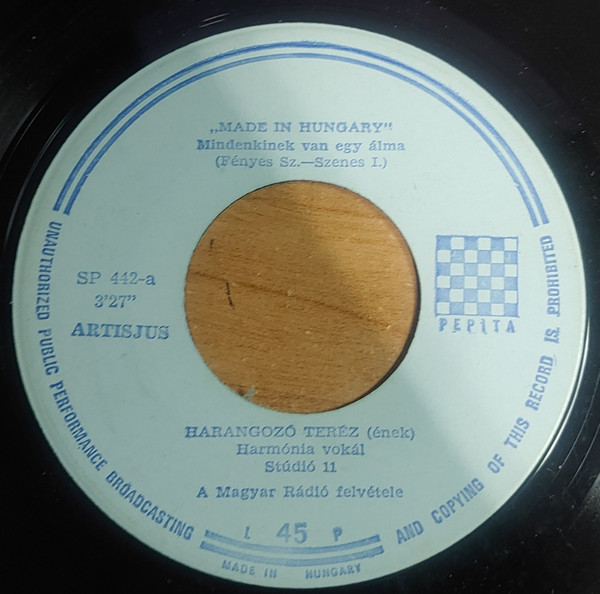 „MADE IN HUNGARY"
Mindenkinek van egy álma
(Fényes Sz.—Szenes I.)
SP 442-a
3'27"
ARTISJUS
PEPITA
HARANGOZÓ TERÉZ (ének)
Harmónia vokál
Stúdió 11
A Magyar Rádió felvétele
L 45 P
MADE IN HUNGARY
UNAUTHORIZED PUBLIC PERFORMANCE BROADCASTING AND COPYING OF THIS RECORD IS PROHIBITED